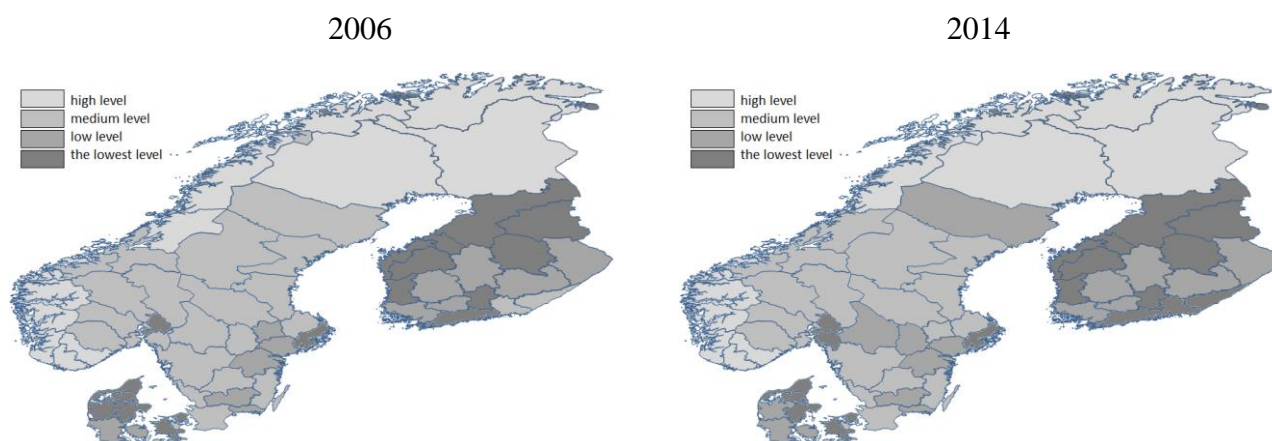 2006
2014
high level
medium level
low level
the lowest level
high level
medium level
low level
the lowest level